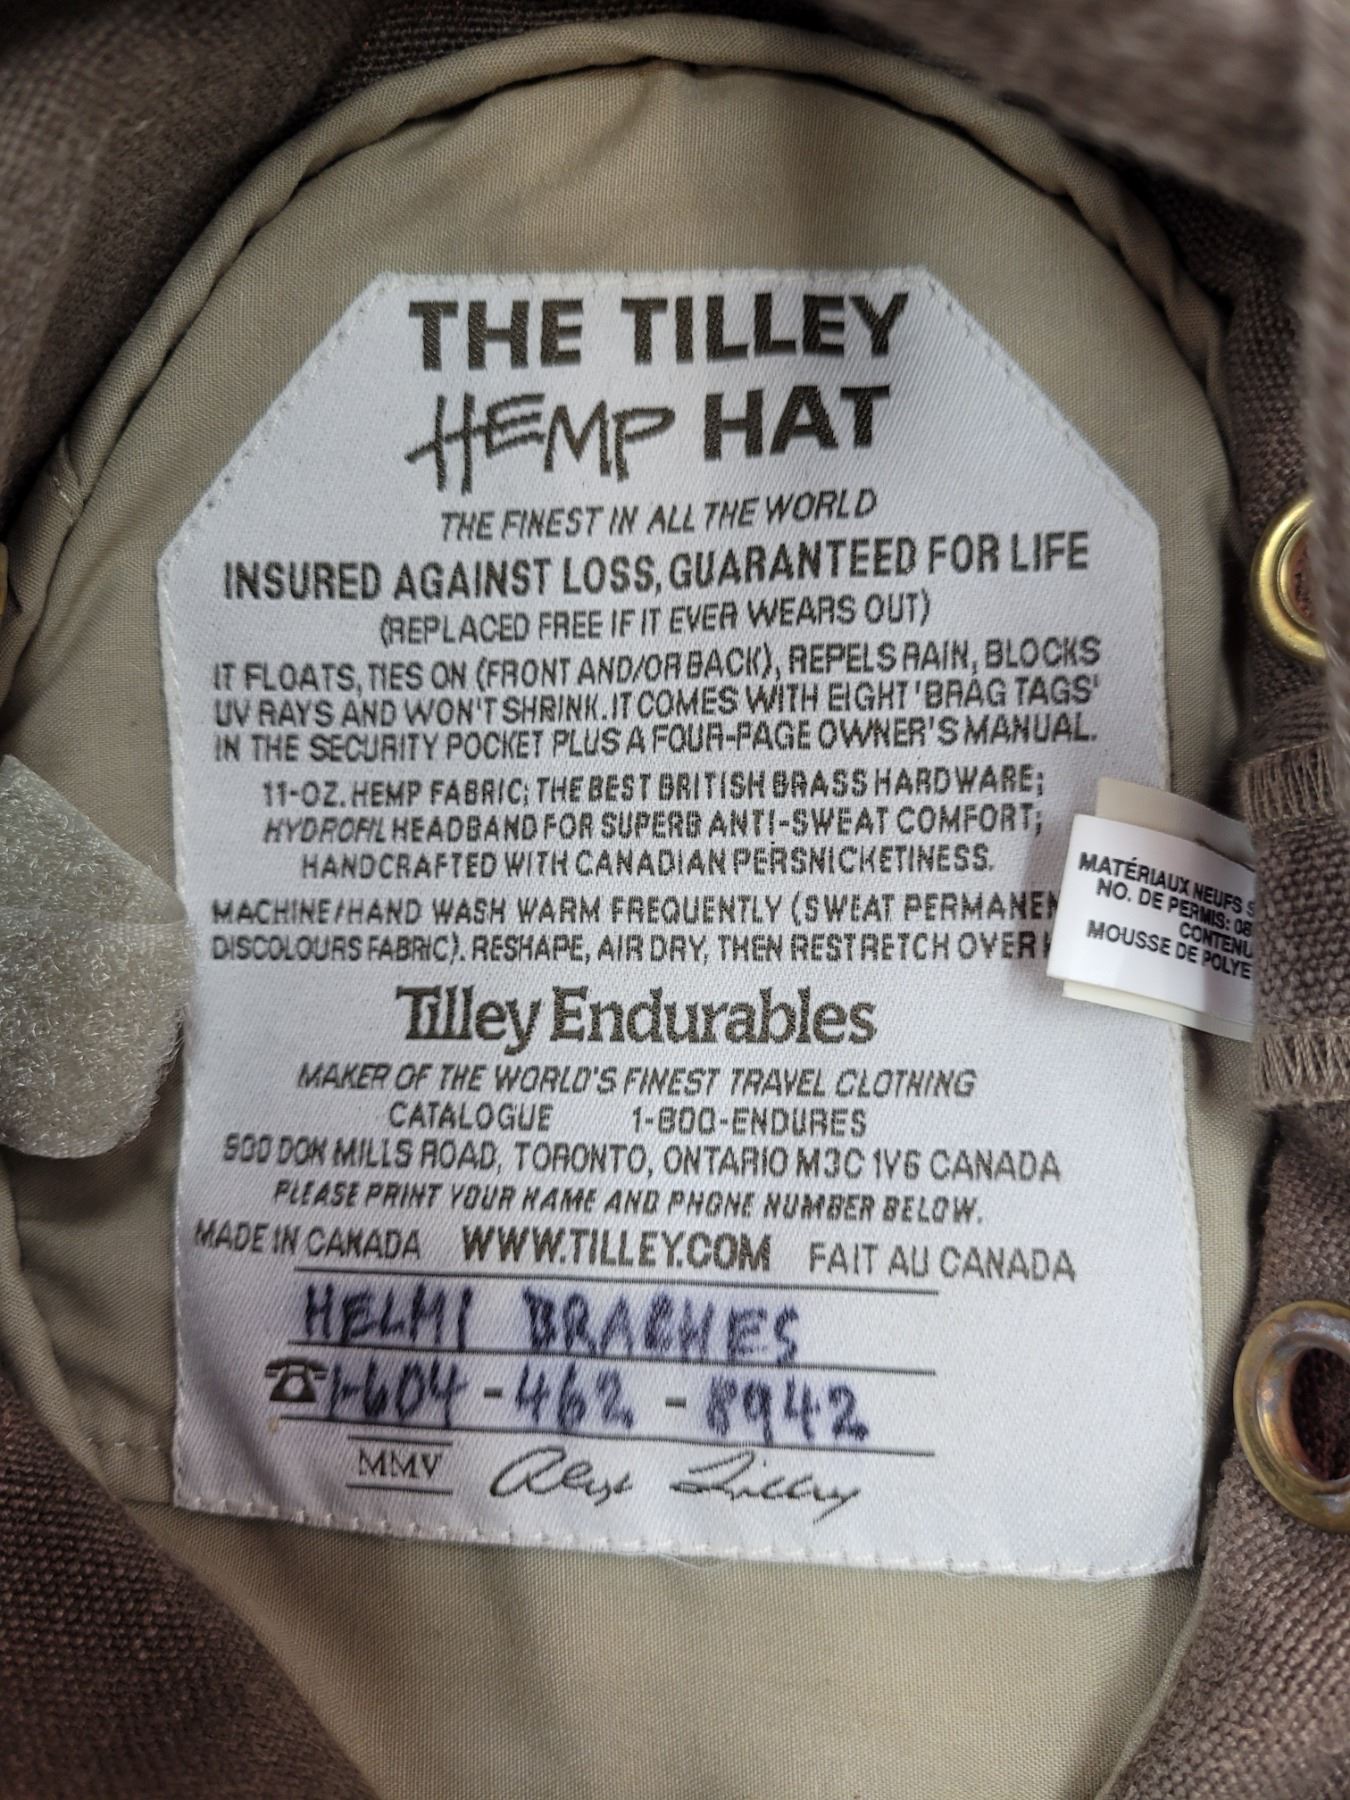 THE TILLEY
HEMP HAT
THE FINEST IN ALL THE WORLD
INSURED AGAINST LOSS, GUARANTEED FOR LIFE
(REPLACED FREE IF IT EVER WEARS OUT)
IT FLOATS, TIES ON (FRONT AND/OR BACK), REPELS RAIN, BLOCKS
UV RAYS AND WON'T SHRINK. IT COMES WITH EIGHT 'BRAG TAGS'
IN THE SECURITY POCKET PLUS A FOUR-PAGE OWNER'S MANUAL.
11-OZ. HEMP FABRIC; THE BEST BRITISH BRASS HARDWARE;
HYDROFIL HEADBAND FOR SUPERB ANTI-SWEAT COMFORT;
HANDCRAFTED WITH CANADIAN PERSNICKETINESS.
MACHINE/HAND WASH WARM FREQUENTLY (SWEAT PERMANEN
DISCOLOURS FABRIC). RESHAPE, AIR DRY, THEN RESTRETCH OVER
MATÉRIAUX NEUFS S
NO. DE PERMIS: 08
CONTENU
MOUSSE DE POLYE
Tilley Endurables
MAKER OF THE WORLD'S FINEST TRAVEL CLOTHING
CATALOGUE 1-800-ENDURES
900 DON MILLS ROAD, TORONTO, ONTARIO M3C 1V6 CANADA
PLEASE PRINT YOUR NAME AND PHONE NUMBER BELOW.
MADE IN CANADA WWW.TILLEY.COM FAIT AU CANADA
HELMI BRACHES
1-604-462-8942
MMV Alex Tilley